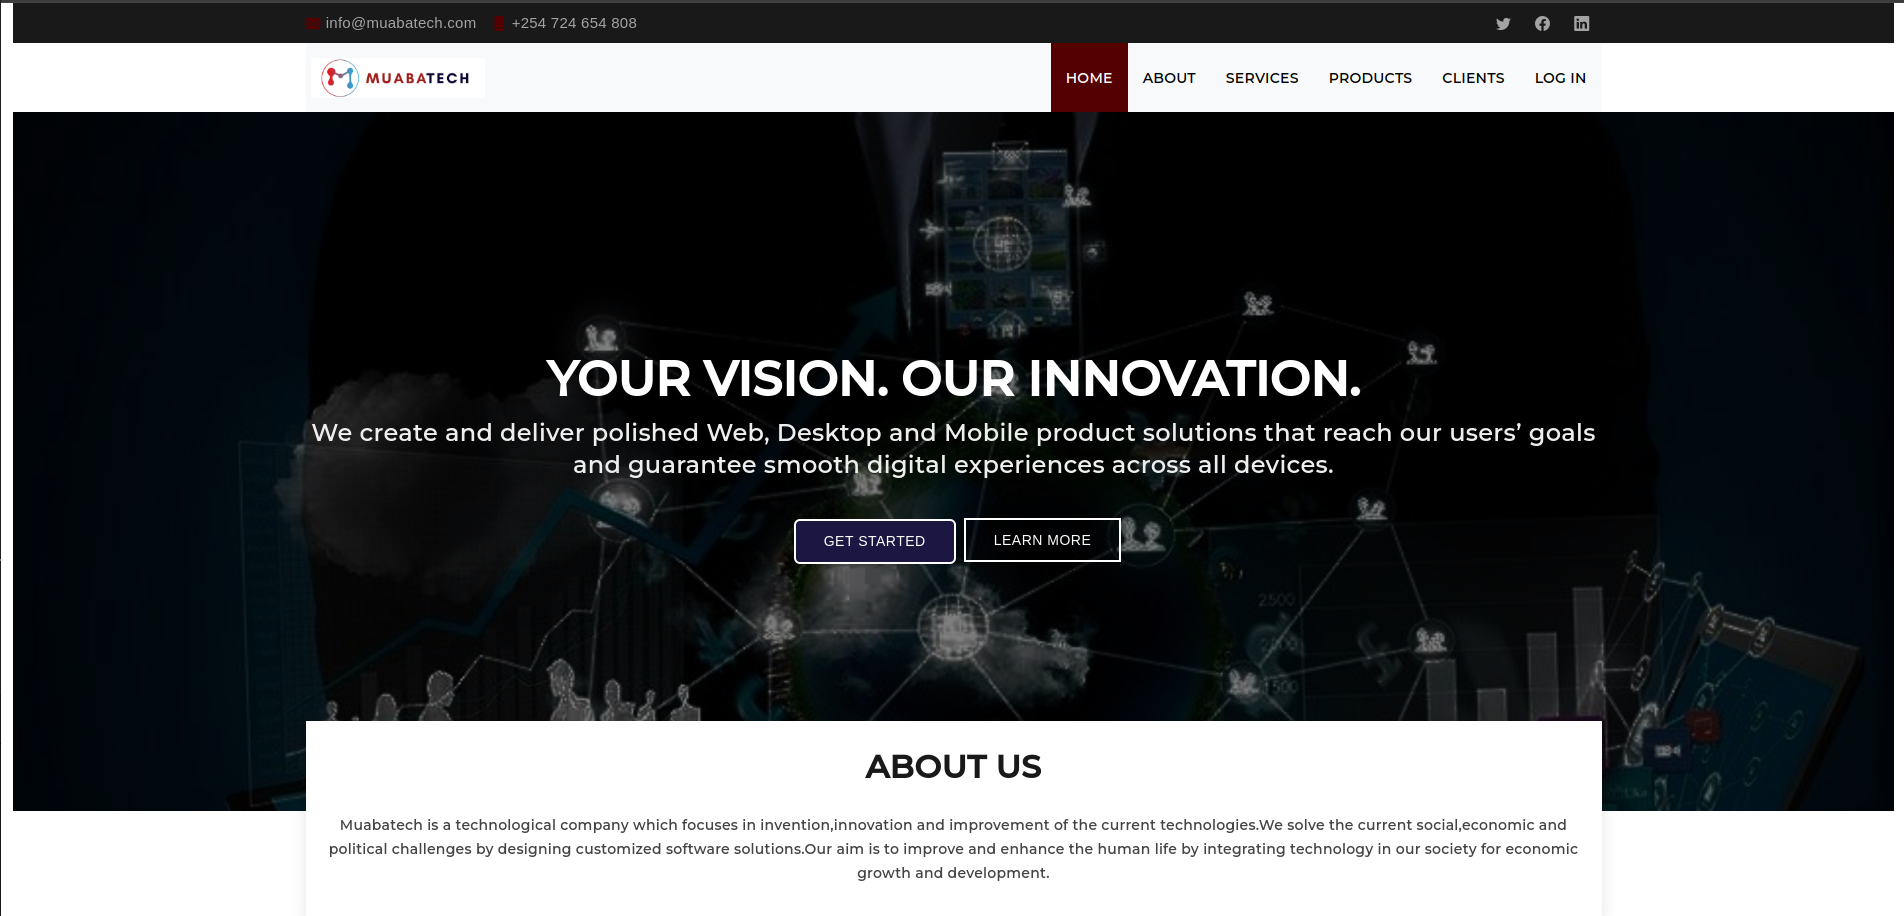 info@muabatech.com +254 724 654 808
MUABATECH HOME ABOUT SERVICES PRODUCTS CLIENTS LOG IN
YOUR VISION. OUR INNOVATION.
We create and deliver polished Web, Desktop and Mobile product solutions that reach our users’ goals
and guarantee smooth digital experiences across all devices.
GET STARTED LEARN MORE
2500
2000
1500
ABOUT US
Muabatech is a technological company which focuses in invention,innovation and improvement of the current technologies.We solve the current social,economic and
political challenges by designing customized software solutions.Our aim is to improve and enhance the human life by integrating technology in our society for economic
growth and development.